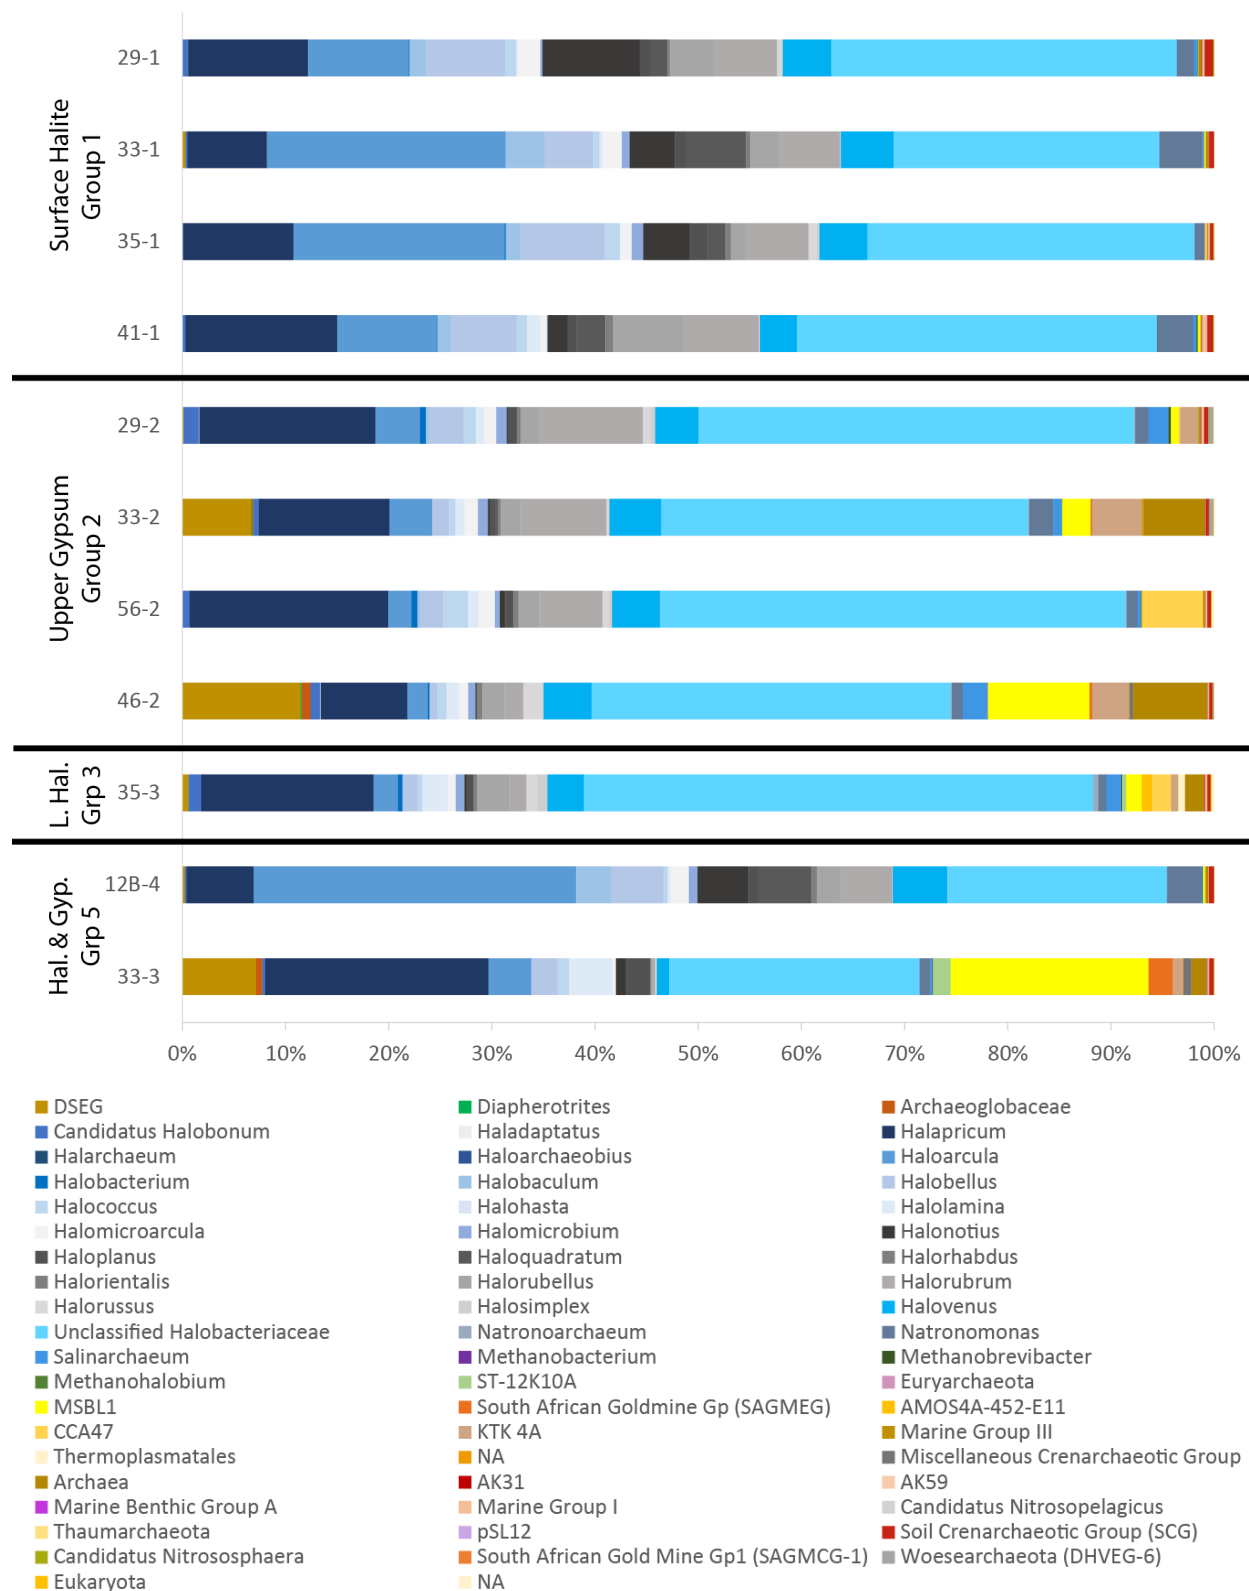 Surface Halite
Group 1
29-1
33-1
35-1
41-1
Upper Gypsum
Group 2
29-2
33-2
56-2
46-2
L. Hal.
Grp 3
35-3
Hal. & Gyp.
Grp 5
12B-4
33-3
0% 10% 20% 30% 40% 50% 60% 70% 80% 90% 100%
DSEG Diapherotrites Archaeoglobaceae
Candidatus Halobonum Haladaptatus Halapricum
Halarchaeum Haloarchaeobius Haloarcula
Halobacterium Halobaculum Halobellus
Halococcus Halohasta Halolamina
Halomicroarcula Halomicrobium Halonotius
Haloplanus Haloquadratum Halorhabdus
Halorientalis Halorubellus Halorubrum
Halorussus Halosimplex Halovenus
Unclassified Halobacteriaceae Natronoarchaeum Natronomonas
Salinarchaeum Methanobacterium Methanobrevibacter
Methanohalobium ST-12K10A Euryarchaeota
MSBL1 South African Goldmine Gp (SAGMEG) AMOS4A-452-E11
CCA47 KTK 4A Marine Group III
Thermoplasmatales NA Miscellaneous Crenarchaeotic Group
Archaea AK31 AK59
Marine Benthic Group A Marine Group I Candidatus Nitrosopelagicus
Thaumarchaeota pSL12 Soil Crenarchaeotic Group (SCG)
Candidatus Nitrososphaera South African Gold Mine Gp1 (SAGMCG-1) Woesearchaeota (DHVEG-6)
Eukaryota NA